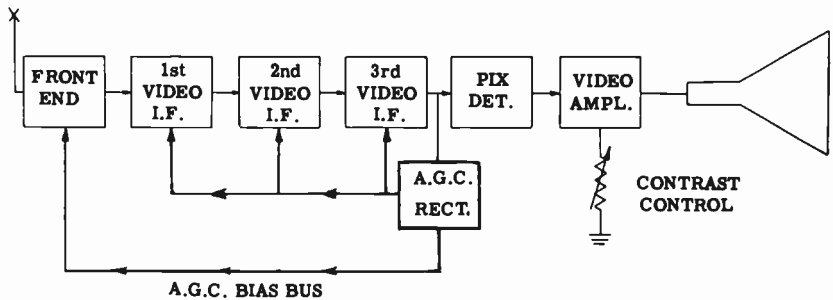 FRONT
END
1st
VIDEO
I.F.
2nd
VIDEO
I.F.
3rd
VIDEO
I.F.
PIX
DET.
VIDEO
AMPL.
A.G.C.
RECT.
CONTRAST
CONTROL
A.G.C. BIAS BUS